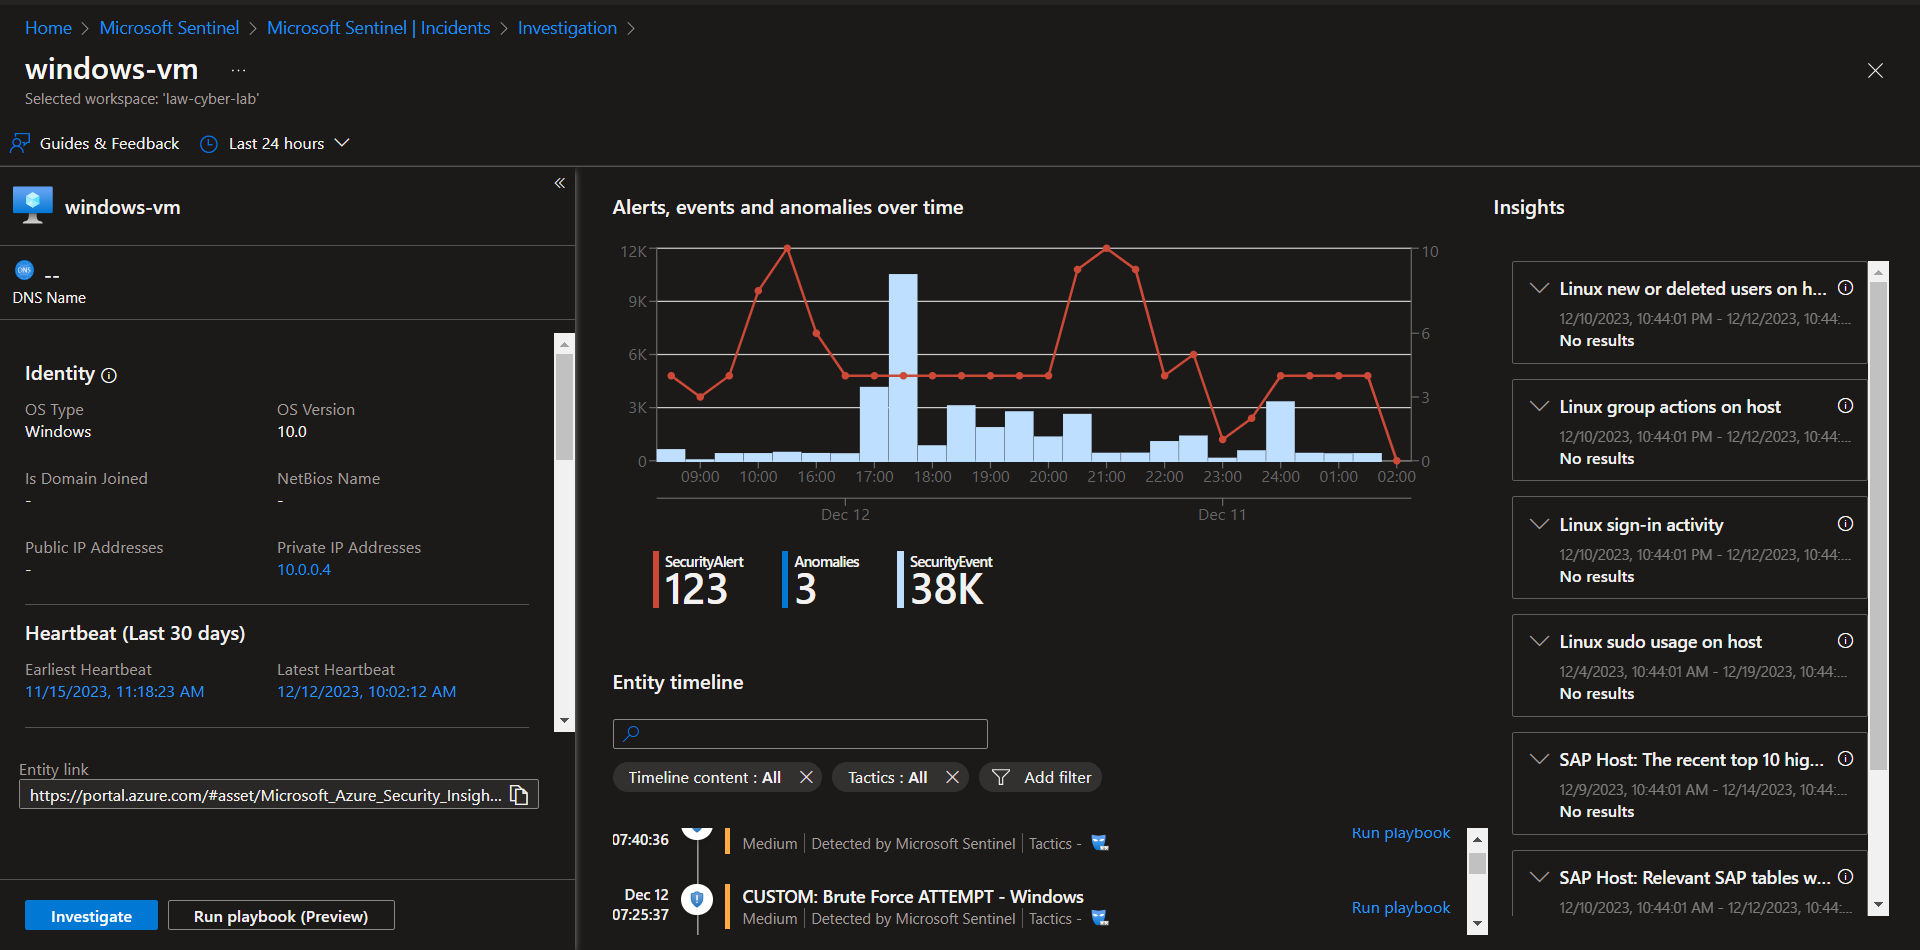 Home > Microsoft Sentinel > Microsoft Sentinel | Incidents > Investigation >
windows-vm ...
Selected workspace: 'law-cyber-lab'
Guides & Feedback Last 24 hours
windows-vm
DNS
--
DNS Name
Identity
OS Type OS Version
Windows 10.0
Is Domain Joined NetBios Name
- -
Public IP Addresses Private IP Addresses
- 10.0.0.4
Heartbeat (Last 30 days)
Earliest Heartbeat Latest Heartbeat
11/15/2023, 11:18:23 AM 12/12/2023, 10:02:12 AM
Entity link
https://portal.azure.com/#asset/Microsoft_Azure_Security_Insigh...
Investigate Run playbook (Preview)
Alerts, events and anomalies over time
12K 10
9K
6K 6
3K 3
0 0
09:00 10:00 16:00 17:00 18:00 19:00 20:00 21:00 22:00 23:00 24:00 01:00 02:00
Dec 12 Dec 11
SecurityAlert Anomalies SecurityEvent
123 3 38K
Entity timeline
Timeline content : All Tactics : All Add filter
07:40:36 Medium | Detected by Microsoft Sentinel | Tactics - Run playbook
Dec 12 CUSTOM: Brute Force ATTEMPT - Windows
07:25:37 Medium | Detected by Microsoft Sentinel | Tactics - Run playbook
Insights
Linux new or deleted users on h...
12/10/2023, 10:44:01 PM - 12/12/2023, 10:44:...
No results
Linux group actions on host
12/10/2023, 10:44:01 PM - 12/12/2023, 10:44:...
No results
Linux sign-in activity
12/10/2023, 10:44:01 PM - 12/12/2023, 10:44:...
No results
Linux sudo usage on host
12/4/2023, 10:44:01 AM - 12/19/2023, 10:44:...
No results
SAP Host: The recent top 10 hig...
12/9/2023, 10:44:01 AM - 12/14/2023, 10:44:...
No results
SAP Host: Relevant SAP tables w...
12/10/2023, 10:44:01 AM - 12/12/2023, 10:44:...